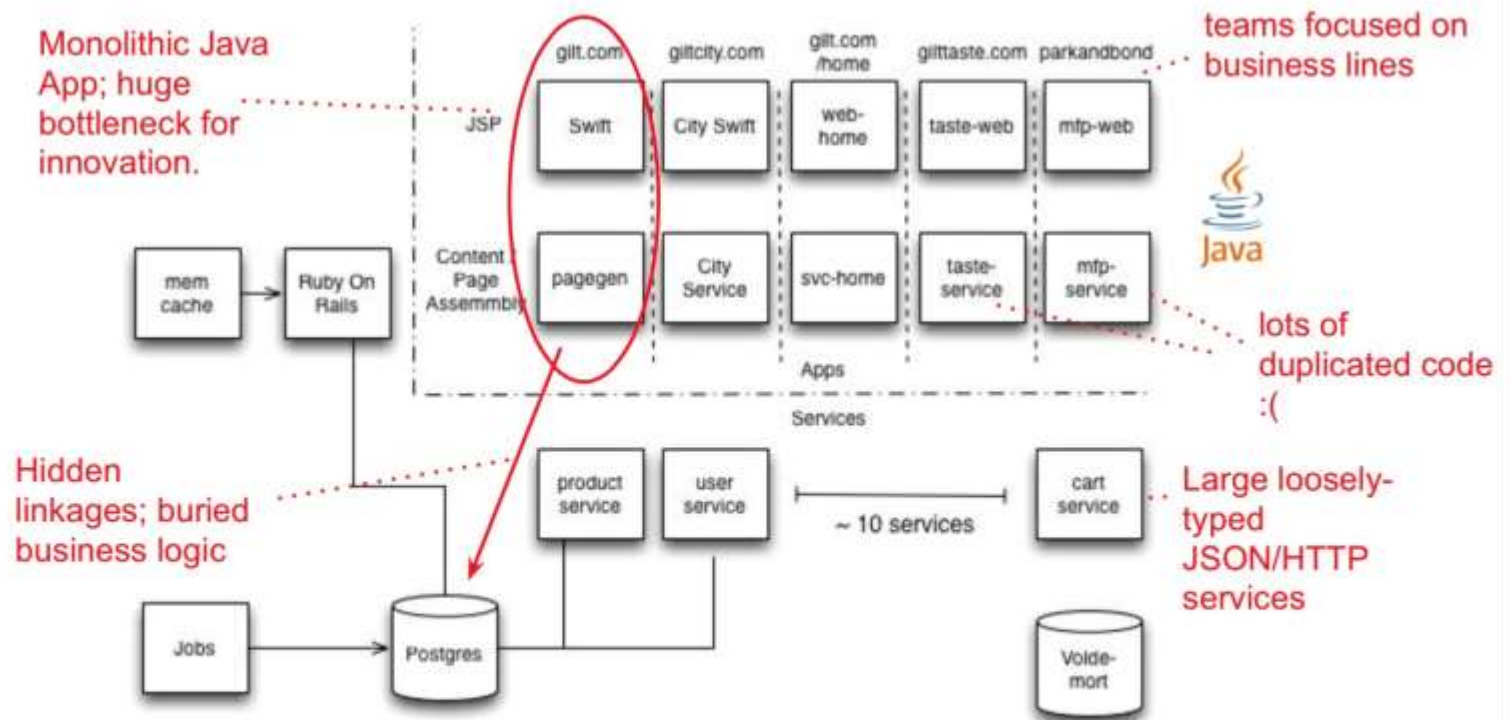 Monolithic Java
App; huge
bottleneck for
innovation.
teams focused on
business lines
gilt.com
giltcity.com
gilt.com
/home
gilttaste.com
parkandbond
JSP
Swift
City Swift
web-
home
taste-web
mfp-web
Java
mem
cache
Ruby On
Rails
Content :
Page
Assemmbly
pagegen
City
Service
svc-home
taste-
service
mfp-
service
lots of
duplicated code
:(
Apps
Services
Hidden
linkages; buried
business logic
product
service
user
service
~ 10 services
cart
service
Large loosely-
typed
JSON/HTTP
services
Jobs
Postgres
Volde-
mort